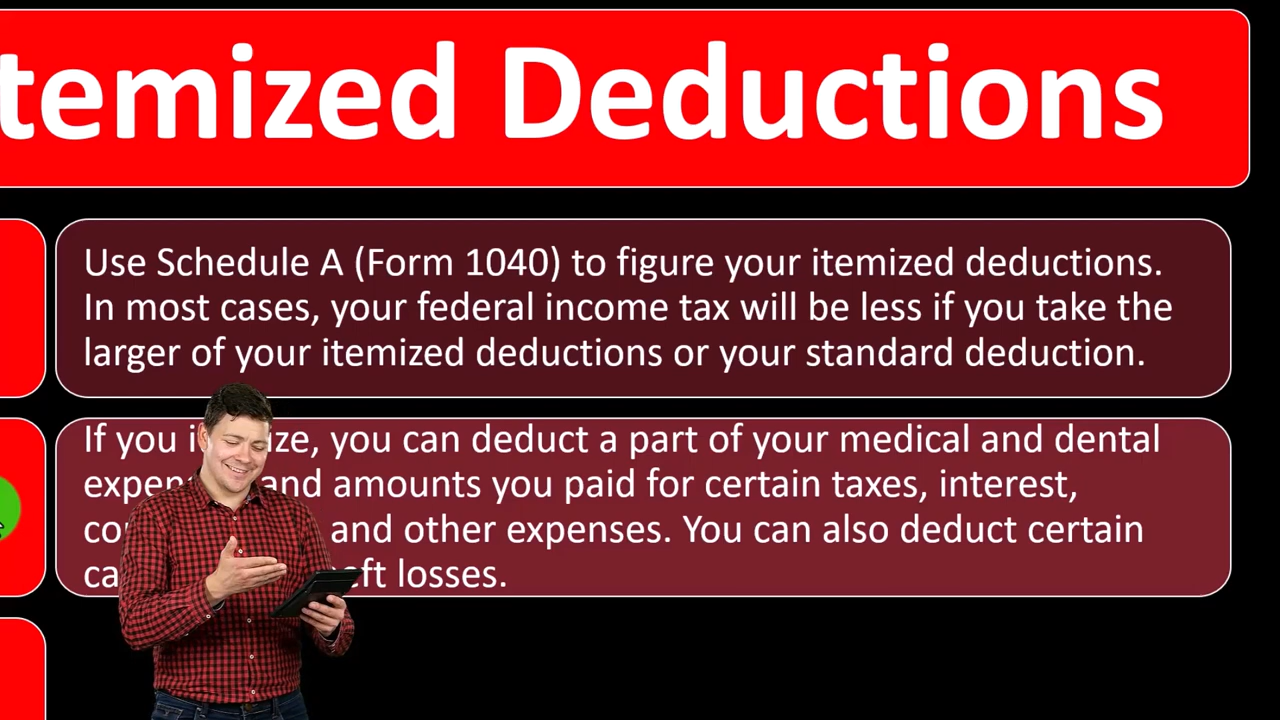 temized Deductions
Use Schedule A (Form 1040) to figure your itemized deductions.
In most cases, your federal income tax will be less if you take the
larger of your itemized deductions or your standard deduction.
If you ze, you can deduct a part of your medical and dental
and amounts you paid for certain taxes, interest,
and other expenses. You can also deduct certain
losses.